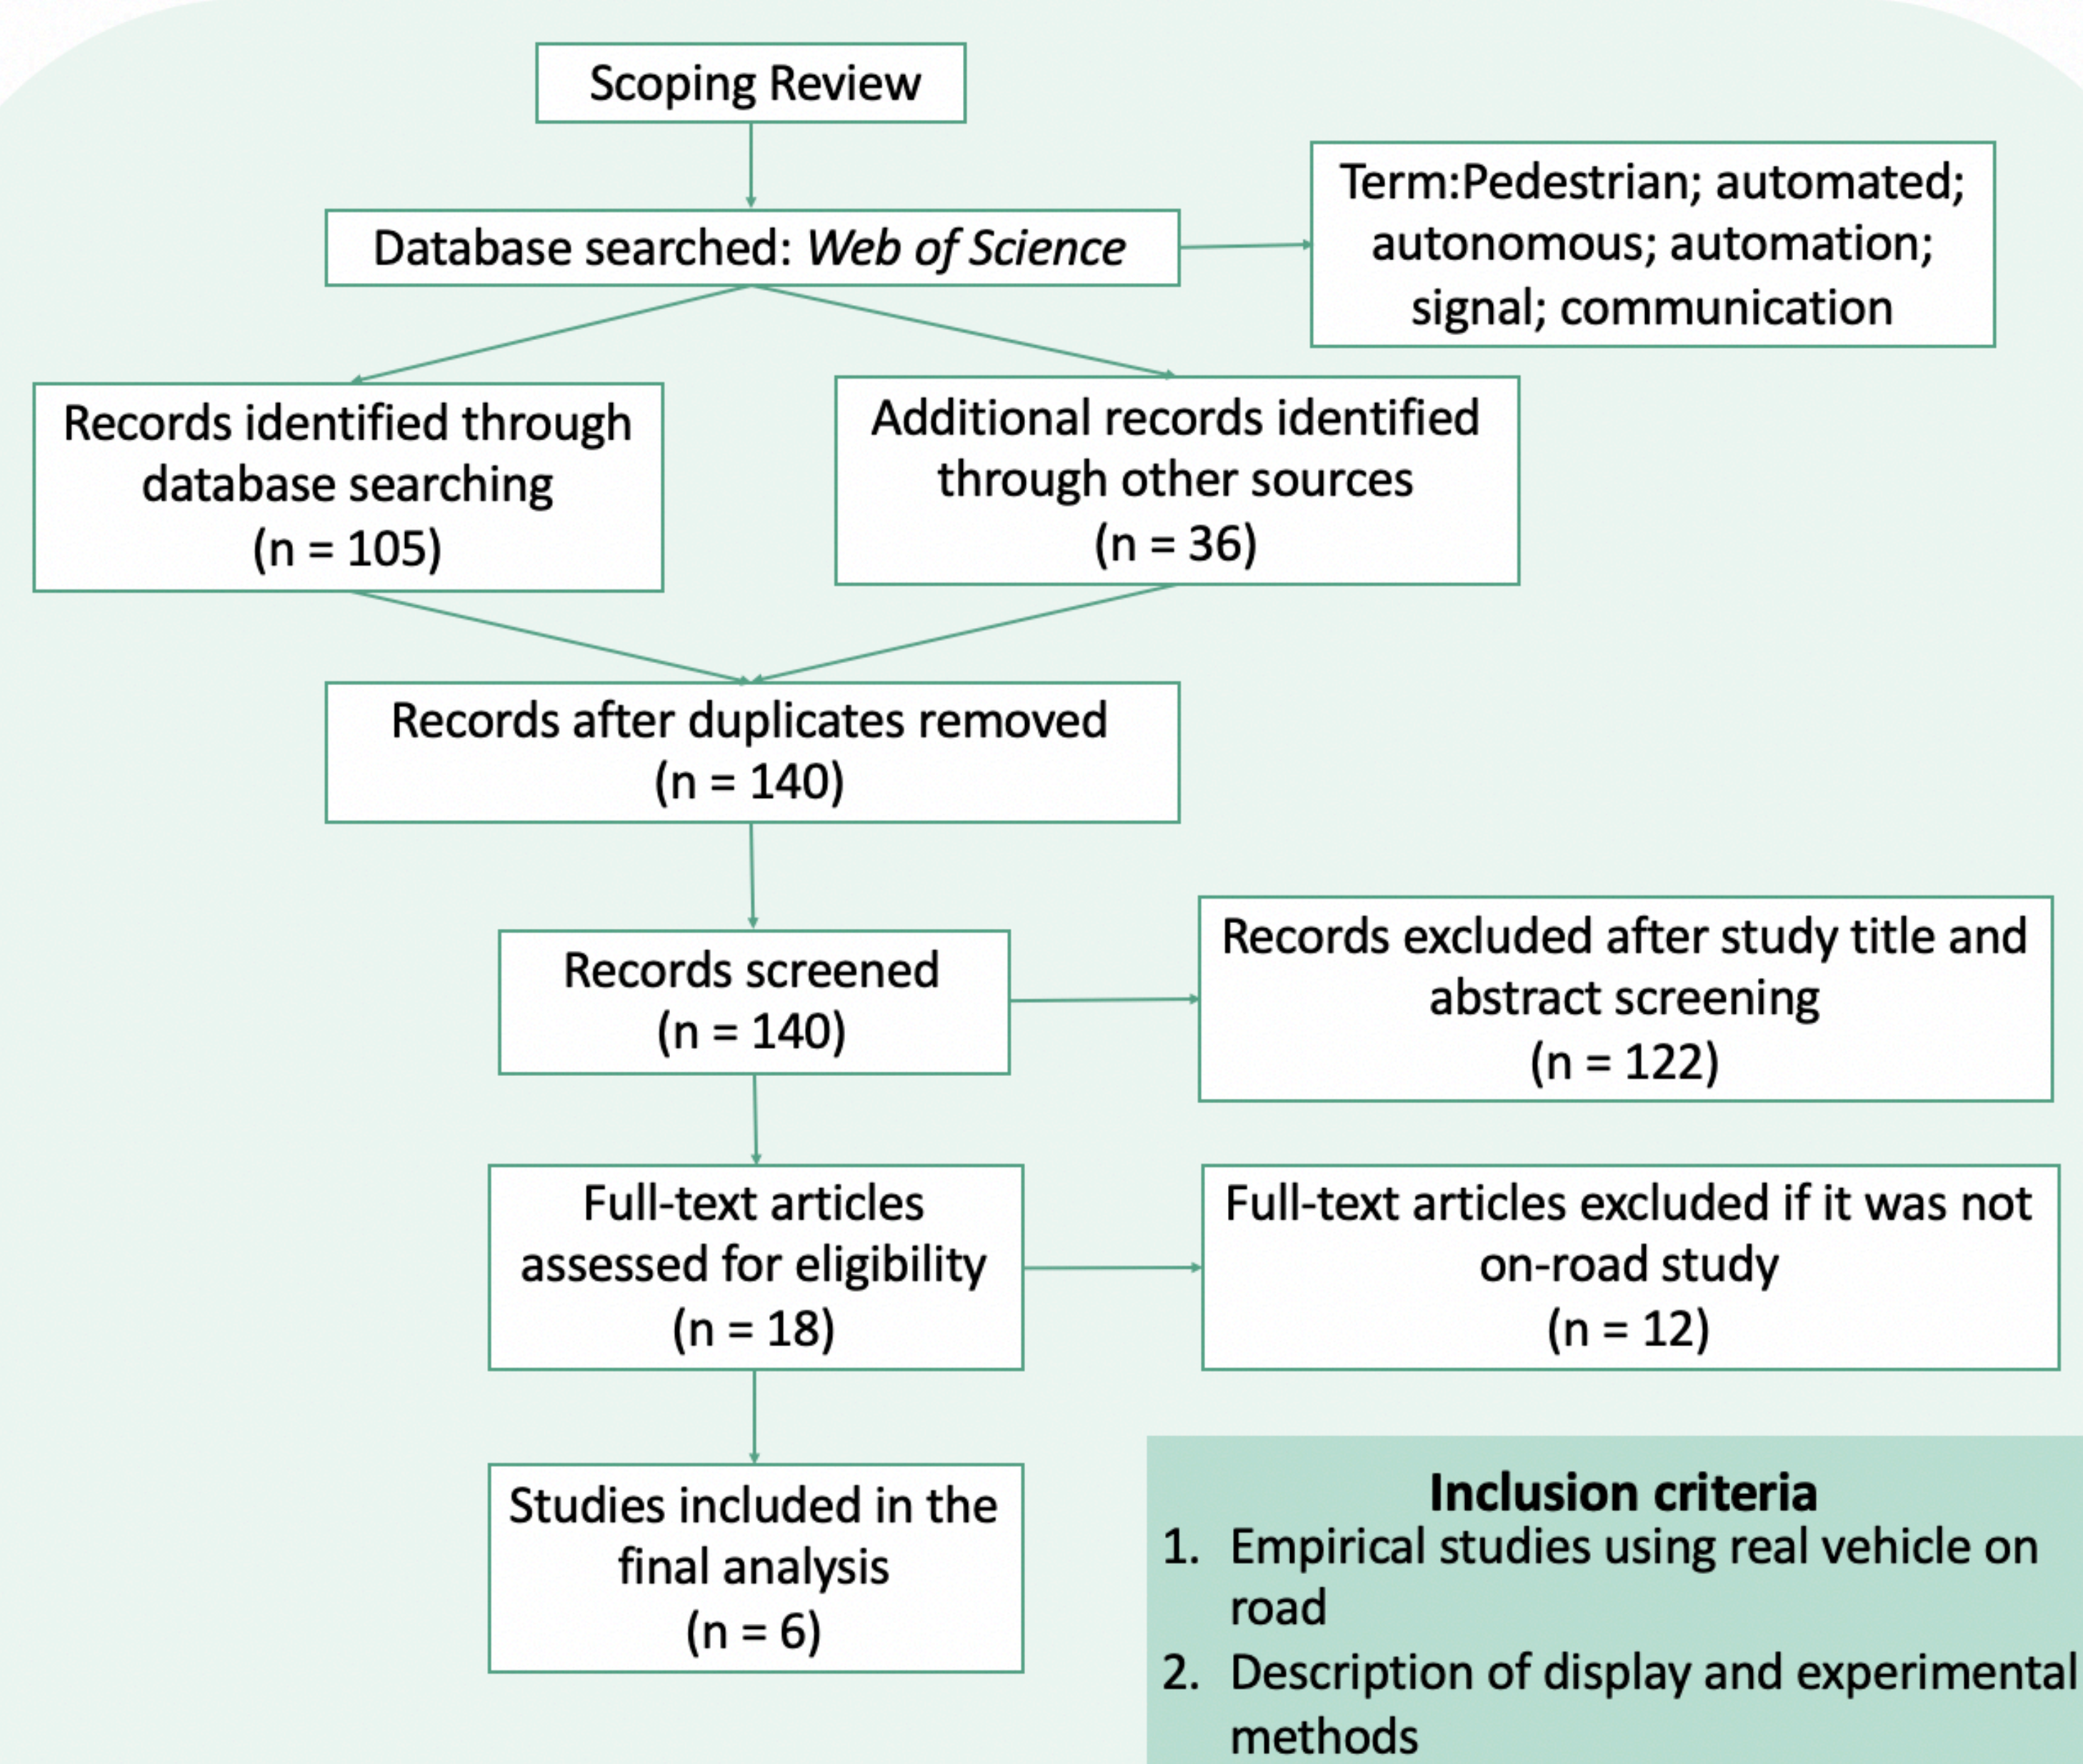 Scoping Review
Database searched: Web of Science
Term:Pedestrian; automated;
autonomous; automation;
signal; communication
Records identified through
database searching
(n = 105)
Additional records identified
through other sources
(n = 36)
Records after duplicates removed
(n = 140)
Records screened
(n = 140)
Records excluded after study title and
abstract screening
(n = 122)
Full-text articles
assessed for eligibility
(n = 18)
Full-text articles excluded if it was not
on-road study
(n = 12)
Studies included in the
final analysis
(n = 6)
Inclusion criteria
1. Empirical studies using real vehicle on
road
2. Description of display and experimental
methods